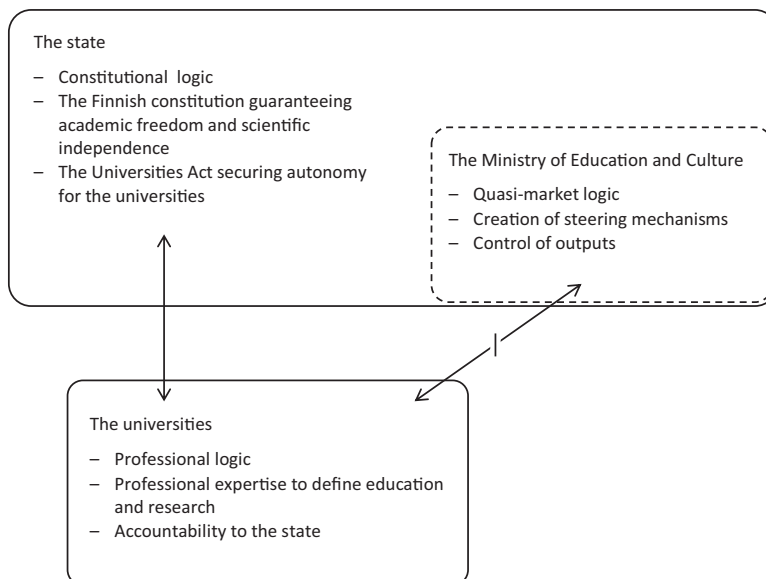 The state
– Constitutional logic
– The Finnish constitution guaranteeing
academic freedom and scientific
independence
– The Universities Act securing autonomy
for the universities
The Ministry of Education and Culture
– Quasi-market logic
– Creation of steering mechanisms
– Control of outputs
The universities
– Professional logic
– Professional expertise to define education
and research
– Accountability to the state